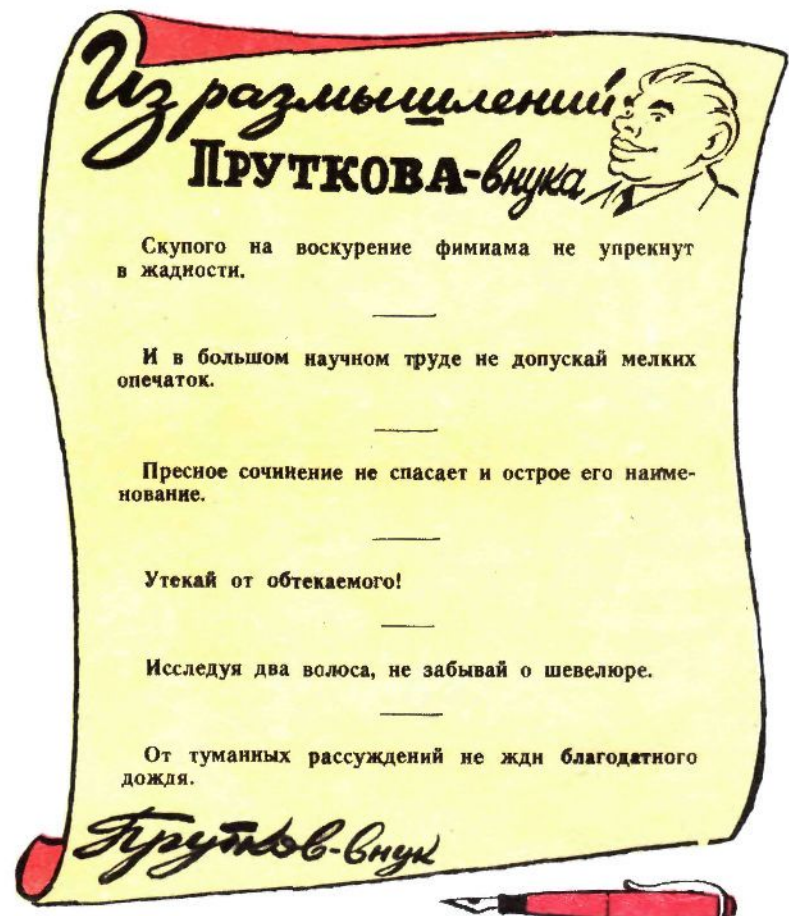 Из размышлений
ПРУТКОВА-внука
Скупого на воскурение фимиама не упрекнут
в жадности.
И в большом научном труде не допускай мелких
опечаток.
Пресное сочинение не спасает и острое его наиме-
нование.
Утекай от обтекаемого!
Исследуя два волоса, не забывай о шевелюре.
От туманных рассуждений не жди благодатного
дождя.
Прутков-внук